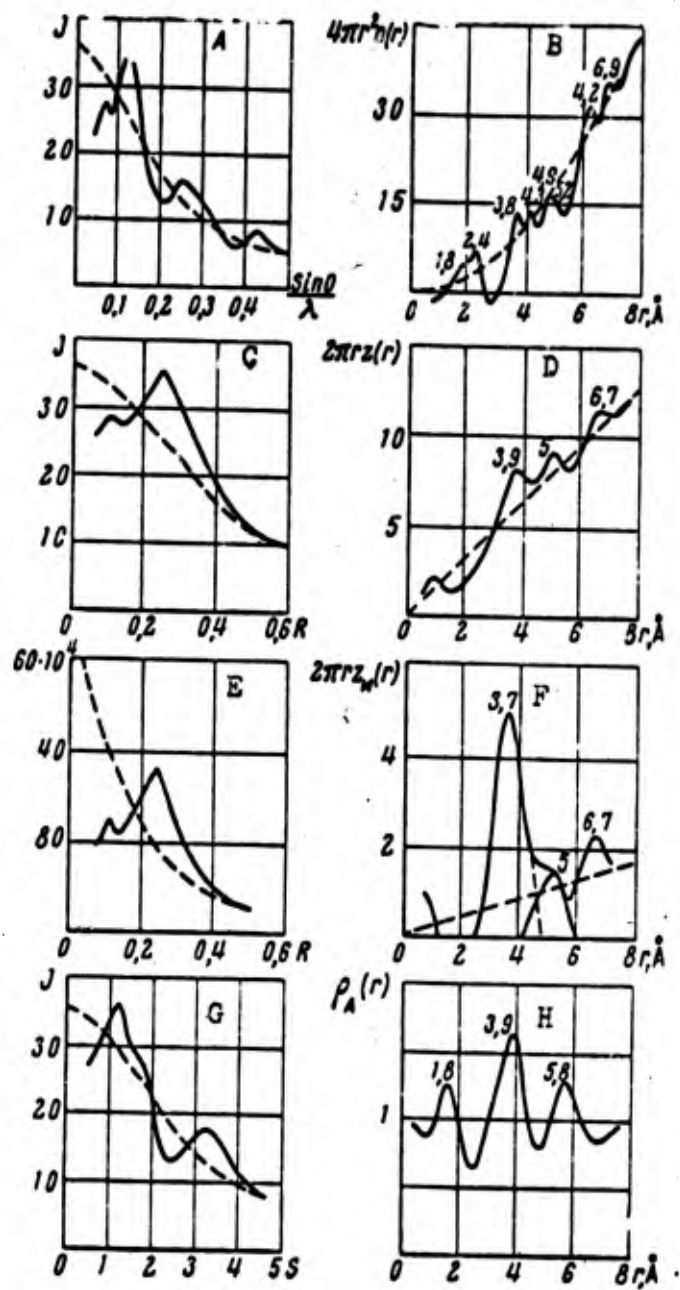 J A
30
20
10
0,1 0,2 0,3 0,4
sinθ/λ
4πr²n(r) B
6,9
4,2
30
4,9
15
3,8
2,4
1,8
0 2 4 6 8 r,Å
J C
30
20
10
0 0,2 0,4 0,6 R
2πrz(r) D
6,7
10
3,9 5
5
0 2 4 6 8 r,Å
60·10⁴
E
40
80
0 0,2 0,4 0,6 R
2πrz (r) F
3,7
4
6,7
2
5
0 2 4 6 8 r,Å
J G
30
20
10
0 1 2 3 4 5 S
ρ_A(r) H
3,9
1,8 5,8
1
0 2 4 6 8 r,Å